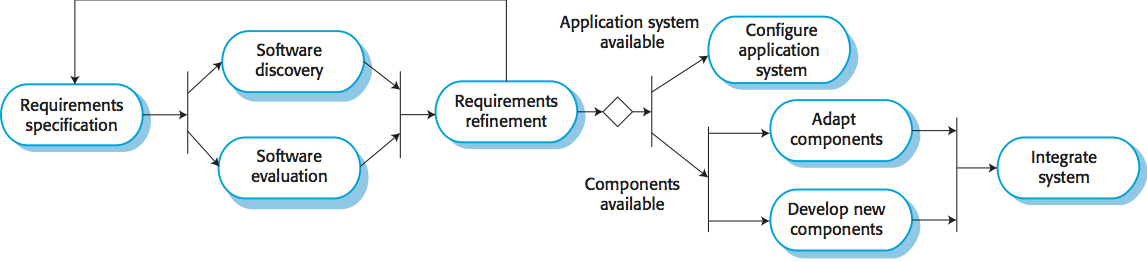 Requirements
specification
Software
discovery
Software
evaluation
Requirements
refinement
Application system
available
Configure
application
system
Components
available
Adapt
components
Develop new
components
Integrate
system